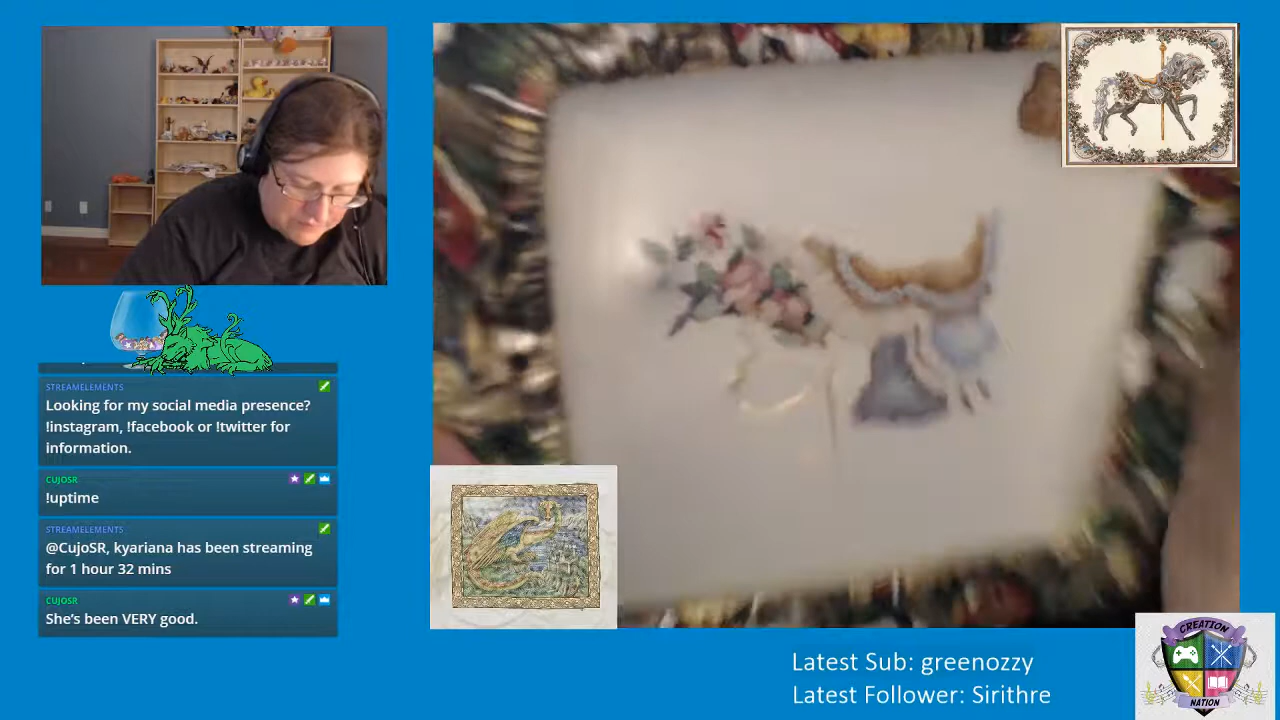 STREAMELEMENTS
Looking for my social media presence?
!instagram, !facebook or !twitter for
information.
CUJOSR
!uptime
STREAMELEMENTS
@CujoSR, kyariana has been streaming
for 1 hour 32 mins
CUJOSR
She's been VERY good.
Latest Sub: greenozzy
Latest Follower: Sirithre
CREATION
NATION